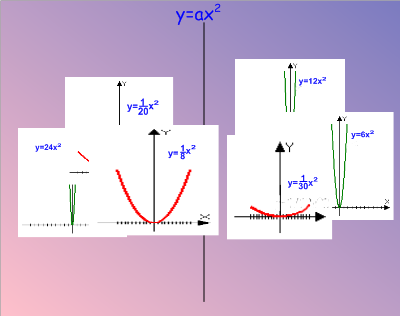 y=ax²
y=1/20x²
y=12x²
y=24x²
y=1/8x²
y=6x²
y=1/30x²
Y
Y
Y
Y
Y
X
X
X